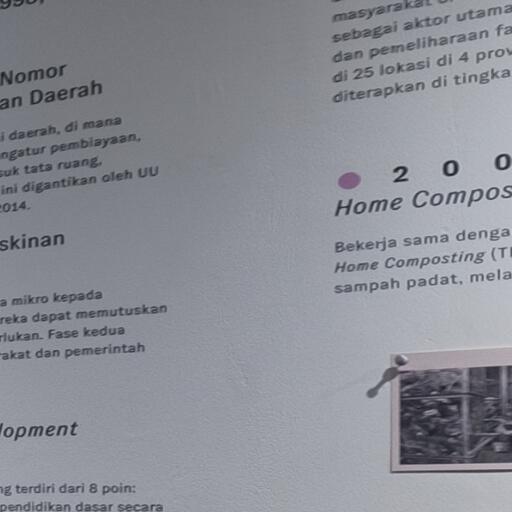 Nomor
an Daerah
i daerah, di mana
ngatur pembiayaan,
suk tata ruang,
ini digantikan oleh UU
2014.
skinan
a mikro kepada
reka dapat memutuskan
rlukan. Fase kedua
rakat dan pemerintah
lopment
ng terdiri dari 8 poin:
pendidikan dasar secara
masyarakat
sebagai aktor utama
dan pemeliharaan fa
di 25 lokasi di 4 prov
diterapkan di tingka
2 0 0
Home Compos
Bekerja sama denga
Home Composting (T
sampah padat, mela